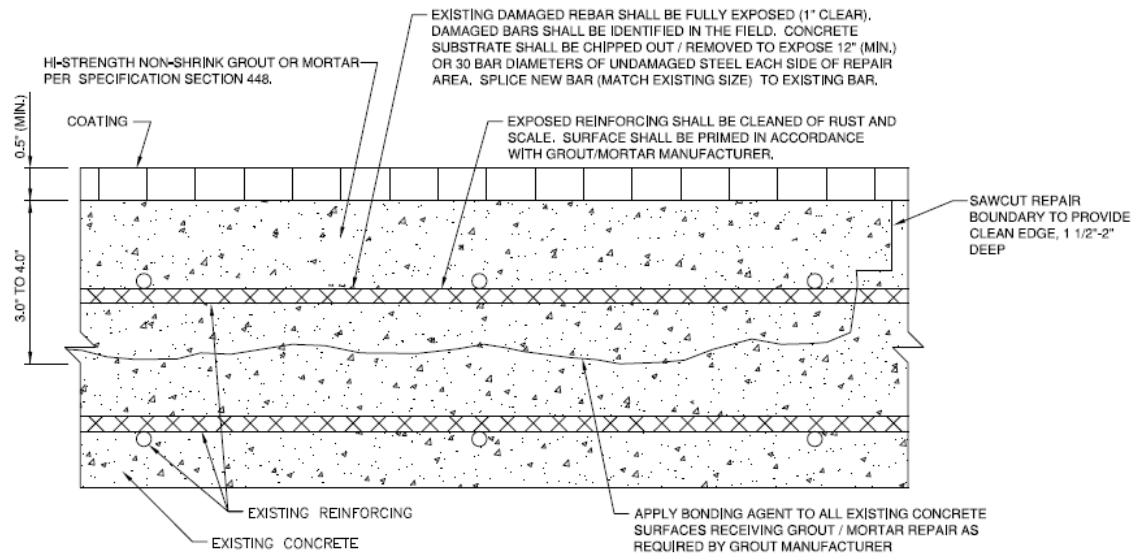 EXISTING DAMAGED REBAR SHALL BE FULLY EXPOSED (1" CLEAR).
DAMAGED BARS SHALL BE IDENTIFIED IN THE FIELD. CONCRETE
SUBSTRATE SHALL BE CHIPPED OUT / REMOVED TO EXPOSE 12" (MIN.)
OR 30 BAR DIAMETERS OF UNDAMAGED STEEL EACH SIDE OF REPAIR
AREA. SPLICE NEW BAR (MATCH EXISTING SIZE) TO EXISTING BAR.
HI-STRENGTH NON-SHRINK GROUT OR MORTAR
PER SPECIFICATION SECTION 448.
0.5" (MIN.)
COATING
EXPOSED REINFORCING SHALL BE CLEANED OF RUST AND
SCALE. SURFACE SHALL BE PRIMED IN ACCORDANCE
WITH GROUT/MORTAR MANUFACTURER.
SAWCUT REPAIR
BOUNDARY TO PROVIDE
CLEAN EDGE, 1 1/2"-2"
DEEP
3.0" TO 4.0"
EXISTING REINFORCING
EXISTING CONCRETE
APPLY BONDING AGENT TO ALL EXISTING CONCRETE
SURFACES RECEIVING GROUT / MORTAR REPAIR AS
REQUIRED BY GROUT MANUFACTURER